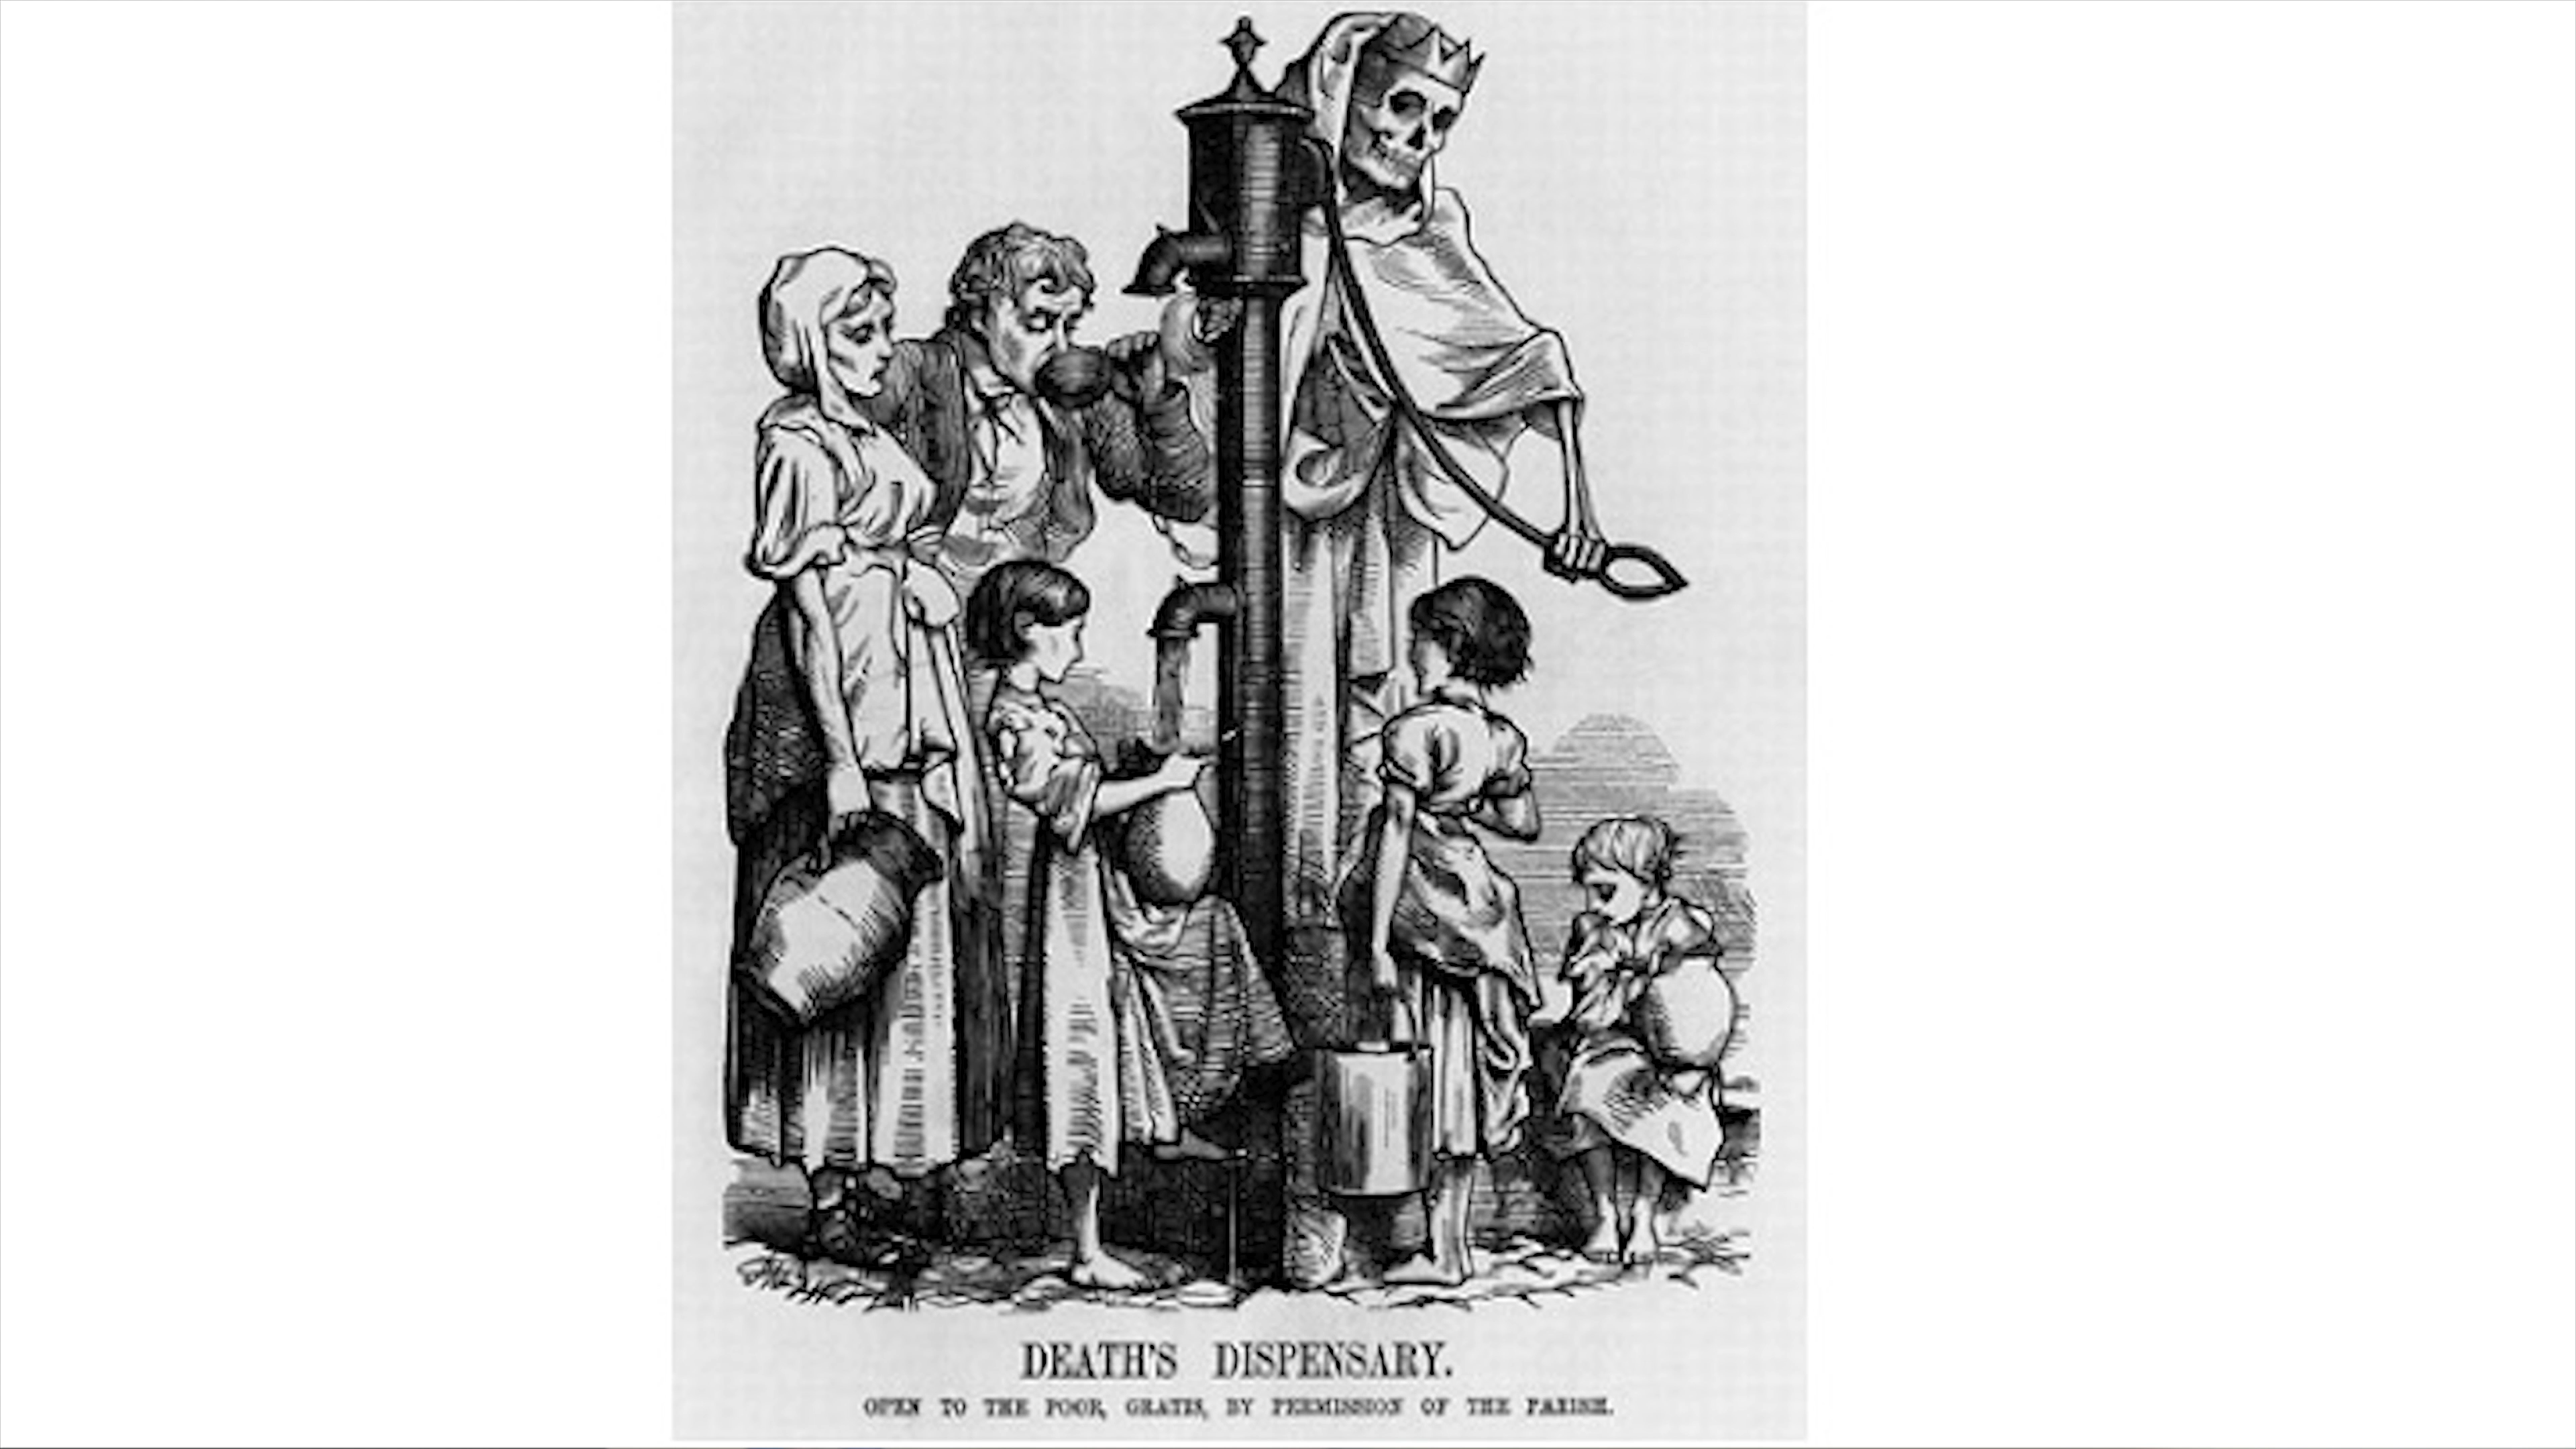 DEATH'S DISPENSARY.
OPEN TO THE POOR, GRATIS, BY PERMISSION OF THE PARISH.